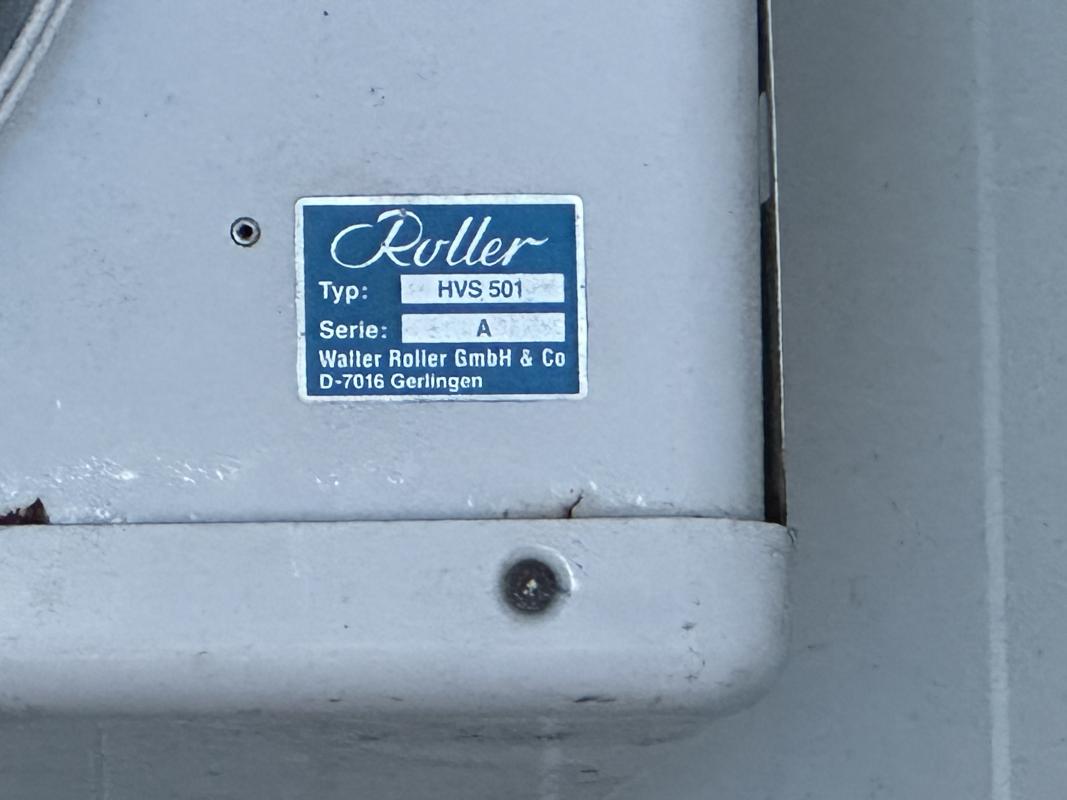 Roller
Typ: HVS 501
Serie: A
Walter Roller GmbH & Co
D-7016 Gerlingen